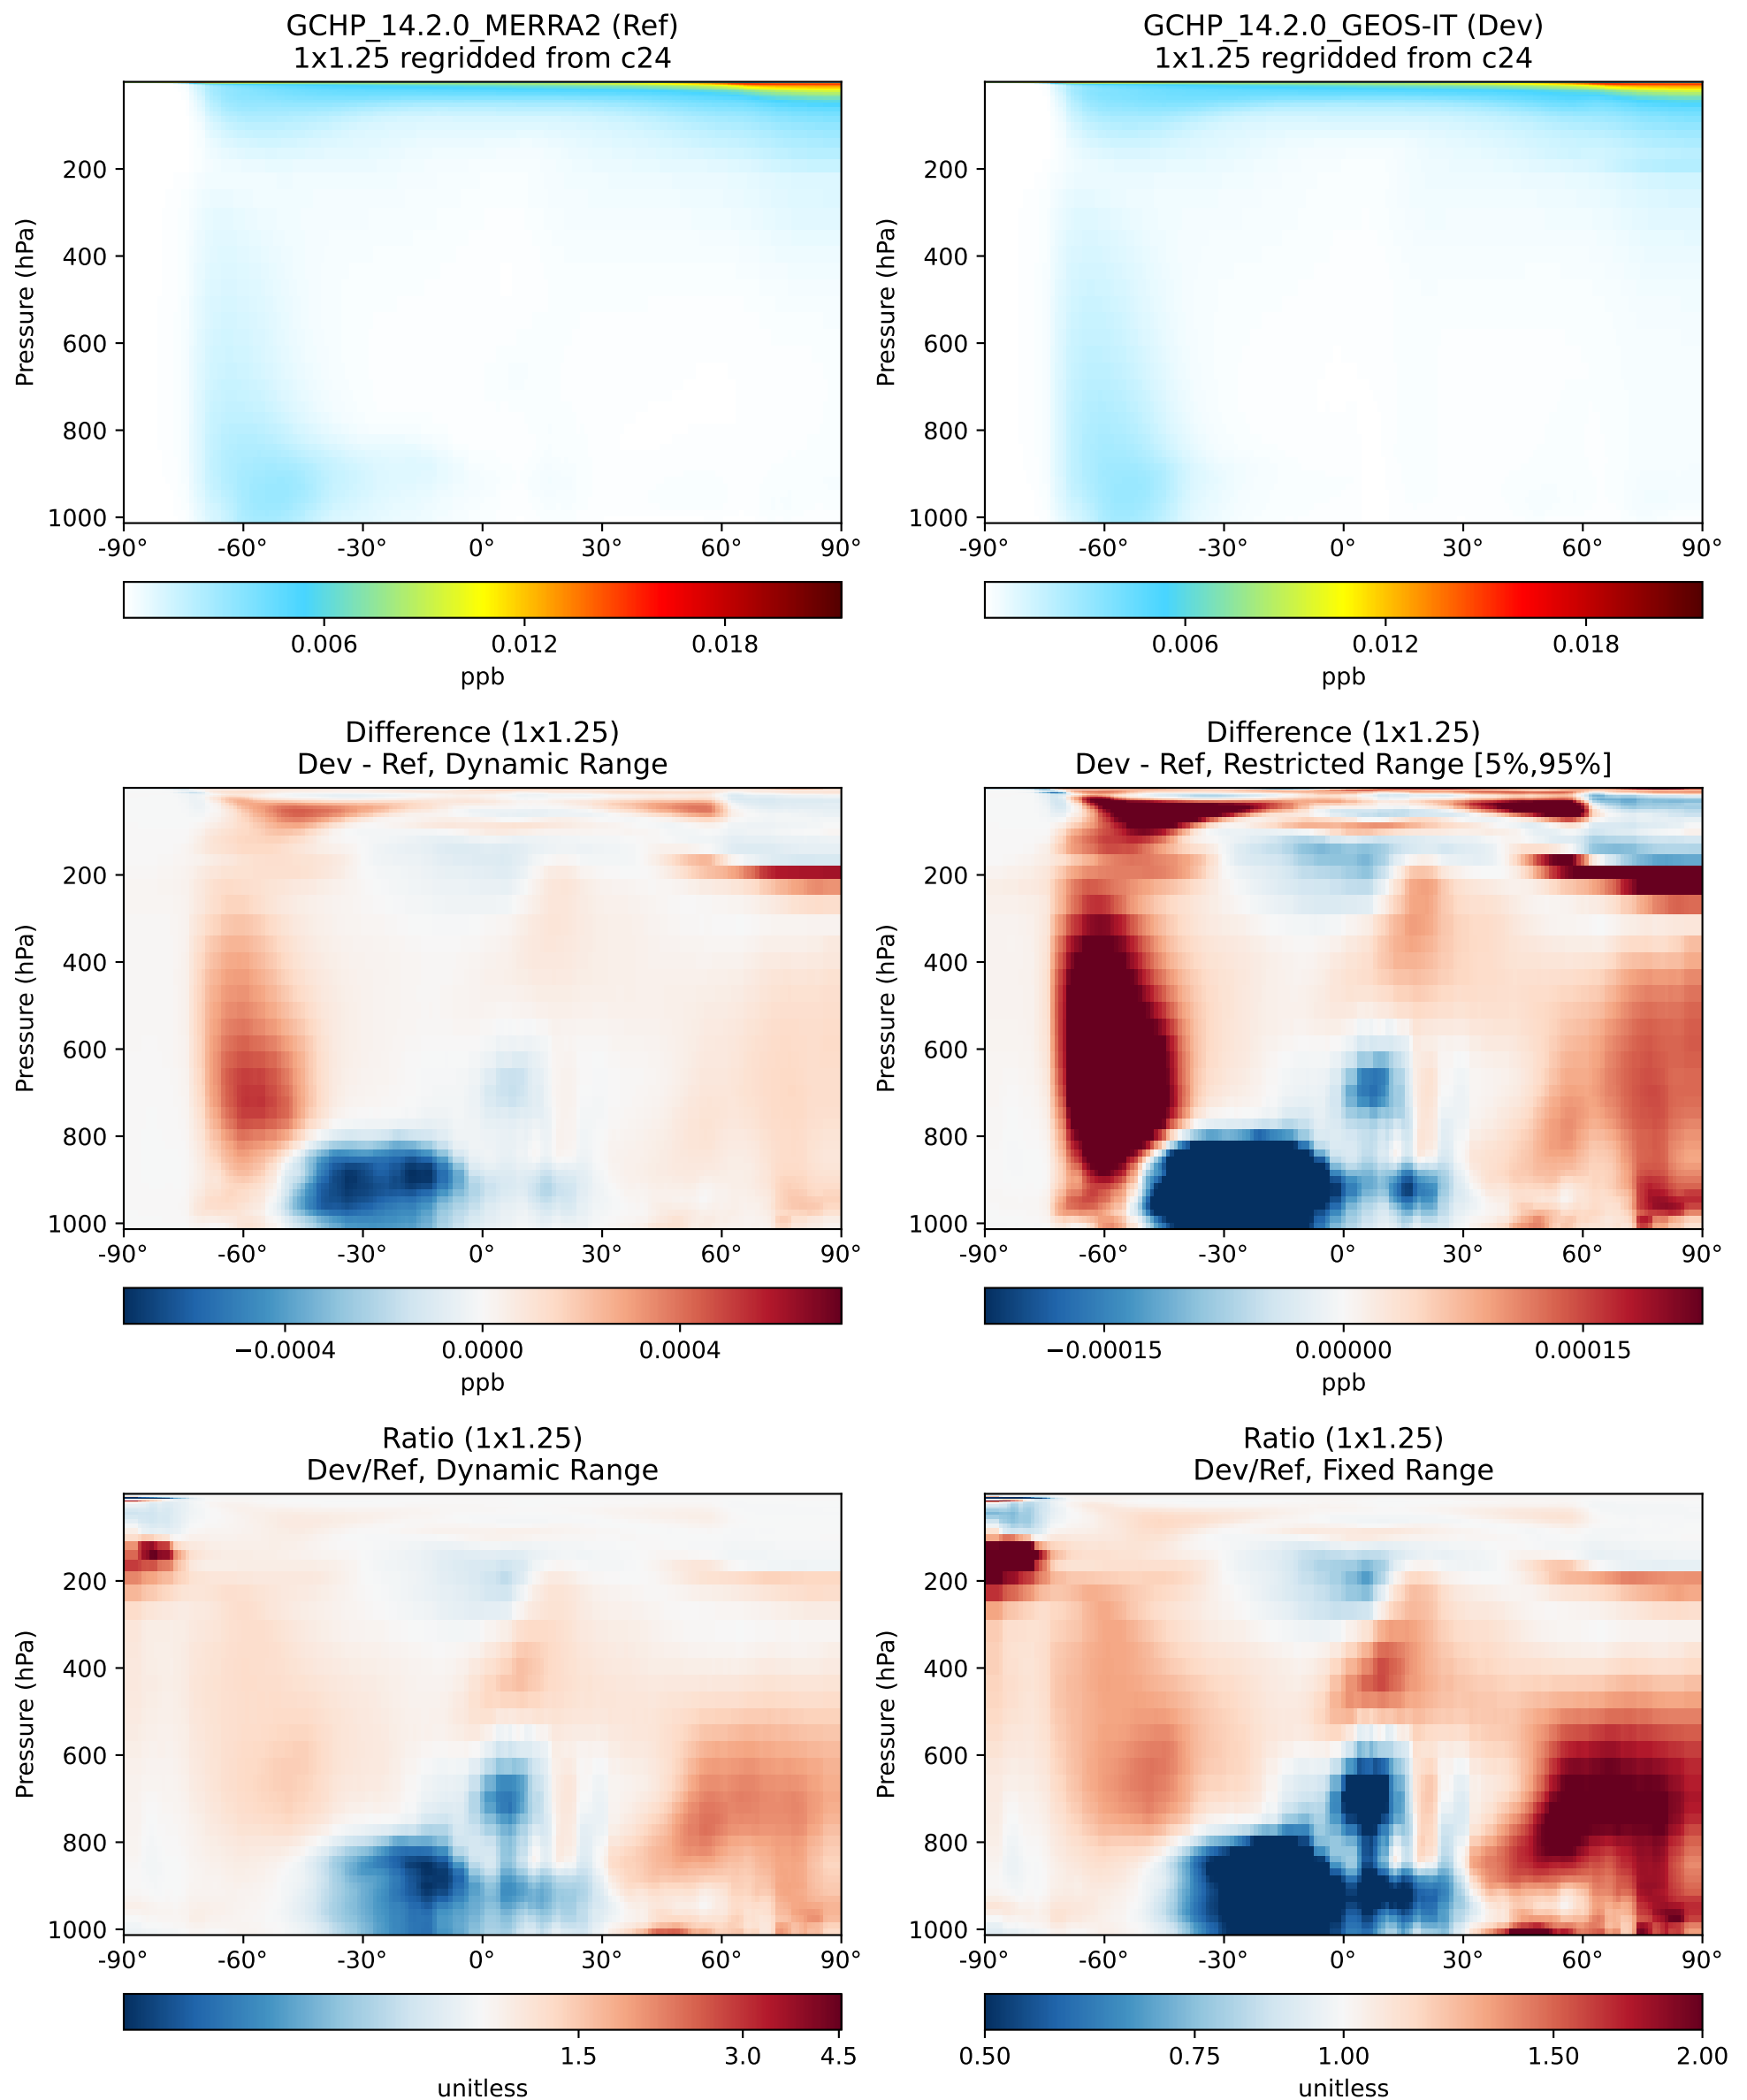 GCHP_14.2.0_MERRA2 (Ref)
1x1.25 regridded from c24
GCHP_14.2.0_GEOS-IT (Dev)
1x1.25 regridded from c24
Pressure (hPa)
200
400
600
800
1000
-90° -60° -30° 0° 30° 60° 90°
0.006 0.012 0.018
ppb
Pressure (hPa)
200
400
600
800
1000
-90° -60° -30° 0° 30° 60° 90°
0.006 0.012 0.018
ppb
Difference (1x1.25)
Dev - Ref, Dynamic Range
Difference (1x1.25)
Dev - Ref, Restricted Range [5%,95%]
Pressure (hPa)
200
400
600
800
1000
-90° -60° -30° 0° 30° 60° 90°
−0.0004 0.0000 0.0004
ppb
Pressure (hPa)
200
400
600
800
1000
-90° -60° -30° 0° 30° 60° 90°
−0.00015 0.00000 0.00015
ppb
Ratio (1x1.25)
Dev/Ref, Dynamic Range
Ratio (1x1.25)
Dev/Ref, Fixed Range
Pressure (hPa)
200
400
600
800
1000
-90° -60° -30° 0° 30° 60° 90°
1.5 3.0 4.5
unitless
Pressure (hPa)
200
400
600
800
1000
-90° -60° -30° 0° 30° 60° 90°
0.50 0.75 1.00 1.50 2.00
unitless